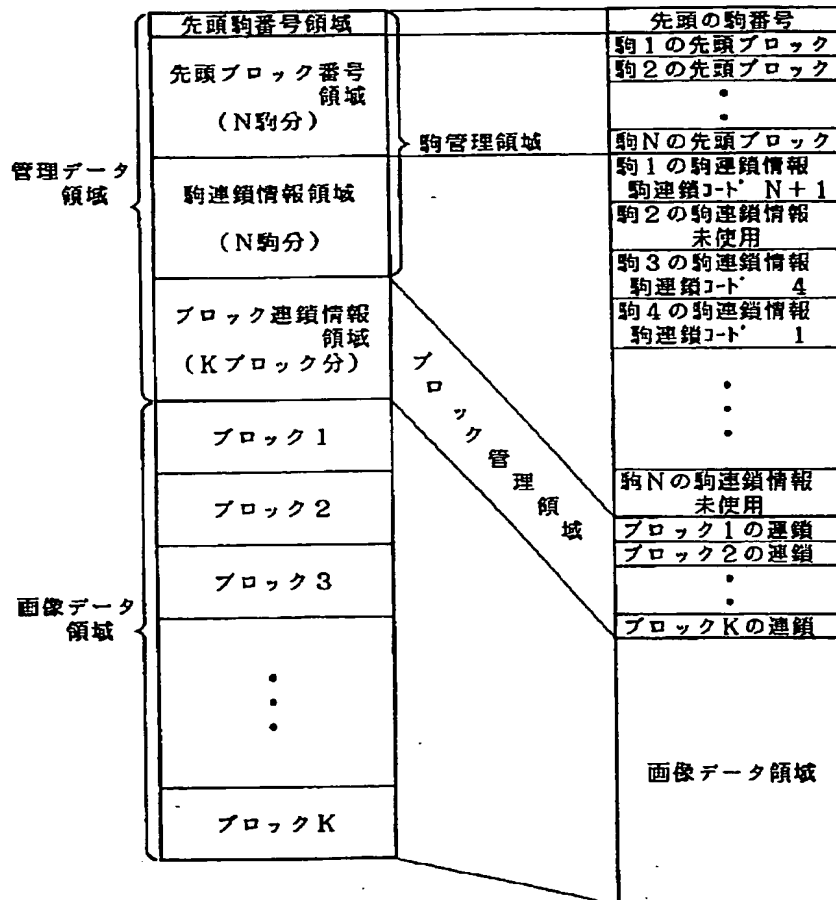 先頭駒番号領域
先頭ブロック番号
領域
(N駒分)
駒連鎖情報領域
(N駒分)
ブロック連鎖情報
領域
(Kブロック分)
ブロック1
ブロック2
ブロック3
ブロックK
管理データ
領域
画像データ
領域
駒管理領域
ブロック管理領域
先頭の駒番号
駒1の先頭ブロック
駒2の先頭ブロック
駒Nの先頭ブロック
駒1の駒連鎖情報
駒連鎖コード N+1
駒2の駒連鎖情報
未使用
駒3の駒連鎖情報
駒連鎖コード 4
駒4の駒連鎖情報
駒連鎖コード 1
駒Nの駒連鎖情報
未使用
ブロック1の連鎖
ブロック2の連鎖
ブロックKの連鎖
画像データ領域